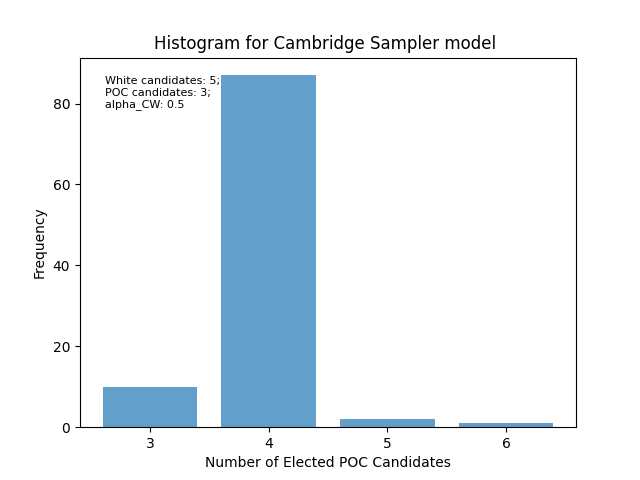 Histogram for Cambridge Sampler model
White candidates: 5;
POC candidates: 3;
alpha_CW: 0.5
80
60
40
20
0
Frequency
3 4 5 6
Number of Elected POC Candidates